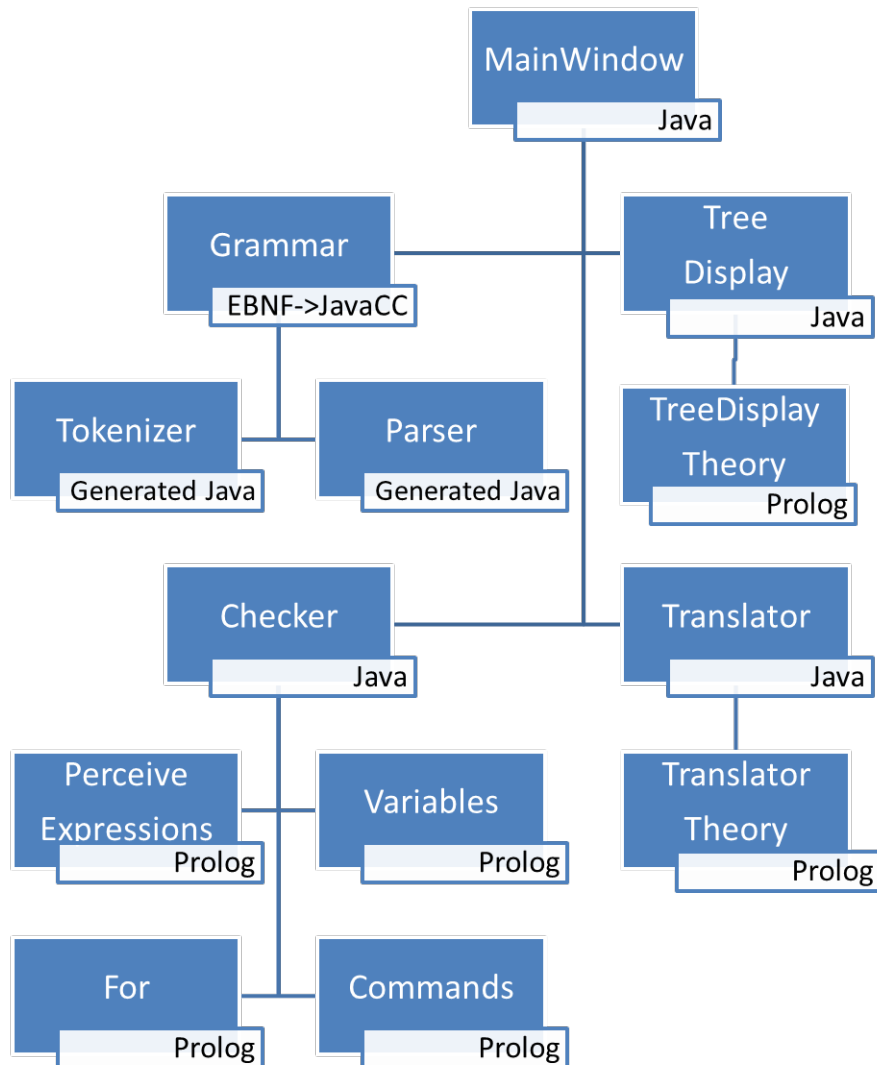 MainWindow
Java
Grammar
EBNF->JavaCC
Tree
Display
Java
Tokenizer
Generated Java
Parser
Generated Java
TreeDisplay
Theory
Prolog
Checker
Java
Translator
Java
Perceive
Expressions
Prolog
Variables
Prolog
Translator
Theory
Prolog
For
Prolog
Commands
Prolog